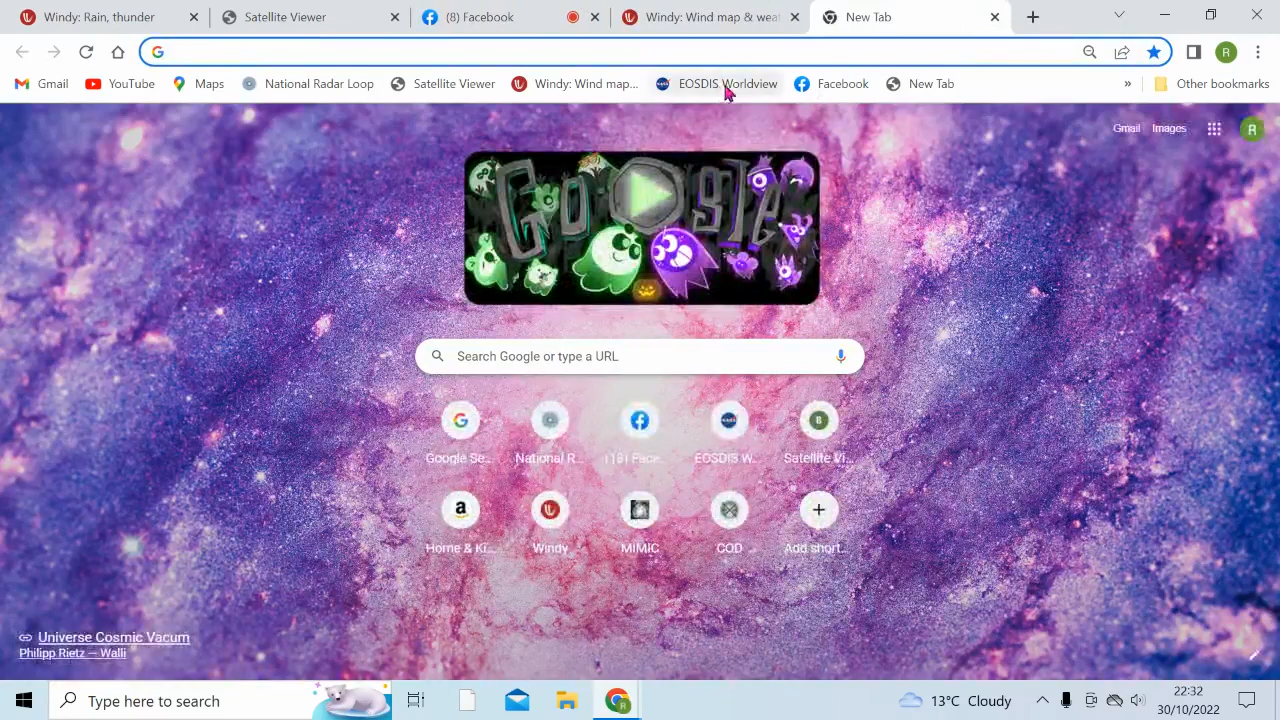 Windy: Rain, thunder
Satellite Viewer
(8) Facebook
Windy: Wind map & weat
New Tab
R
Gmail
YouTube
Maps
National Radar Loop
Satellite Viewer
Windy: Wind map...
EOSDIS Worldview
Facebook
New Tab
»
Other bookmarks
Gmail
Images
R
Google
Search Google or type a URL
Google Se...
National R...
(18) Face...
EOSDIS W...
B
Satellite Vi...
Home & Ki...
Windy
MIMIC
COD
Add short...
Universe Cosmic Vacum
Philipp Rietz — Walli
Type here to search
13°C Cloudy
22:32
30/10/2022